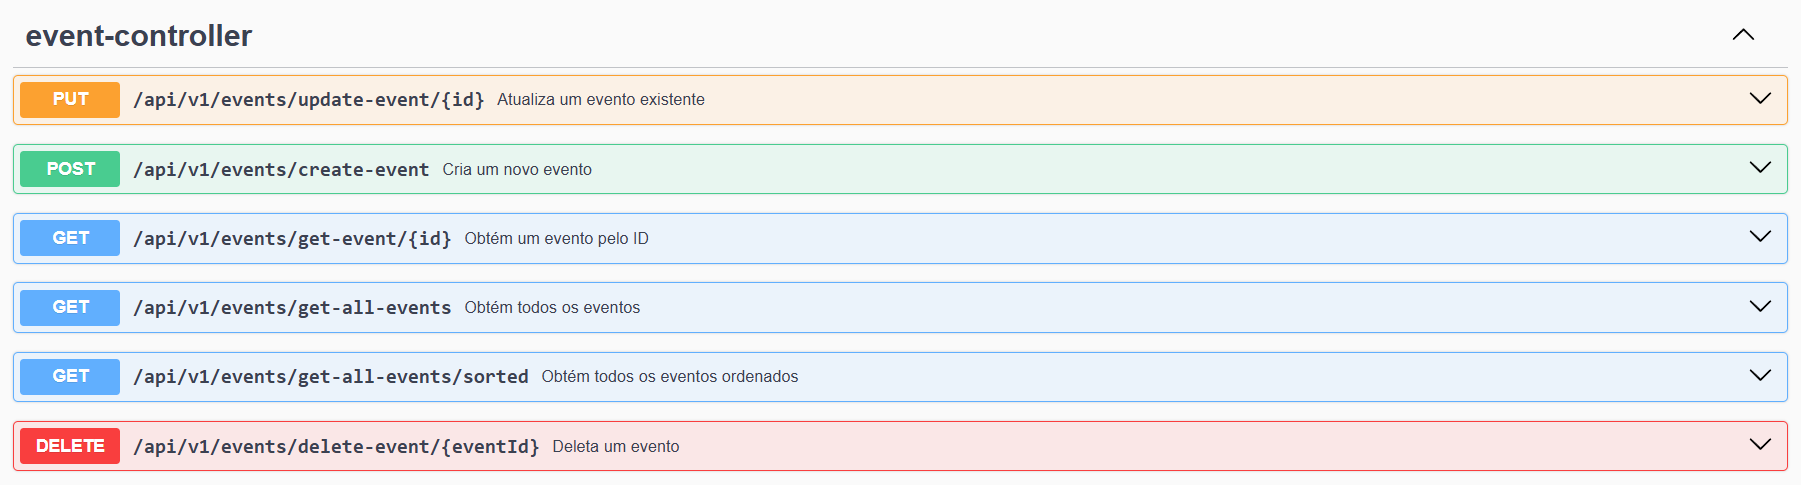 event-controller
PUT /api/v1/events/update-event/{id} Atualiza um evento existente
POST /api/v1/events/create-event Cria um novo evento
GET /api/v1/events/get-event/{id} Obtém um evento pelo ID
GET /api/v1/events/get-all-events Obtém todos os eventos
GET /api/v1/events/get-all-events/sorted Obtém todos os eventos ordenados
DELETE /api/v1/events/delete-event/{eventId} Deleta um evento